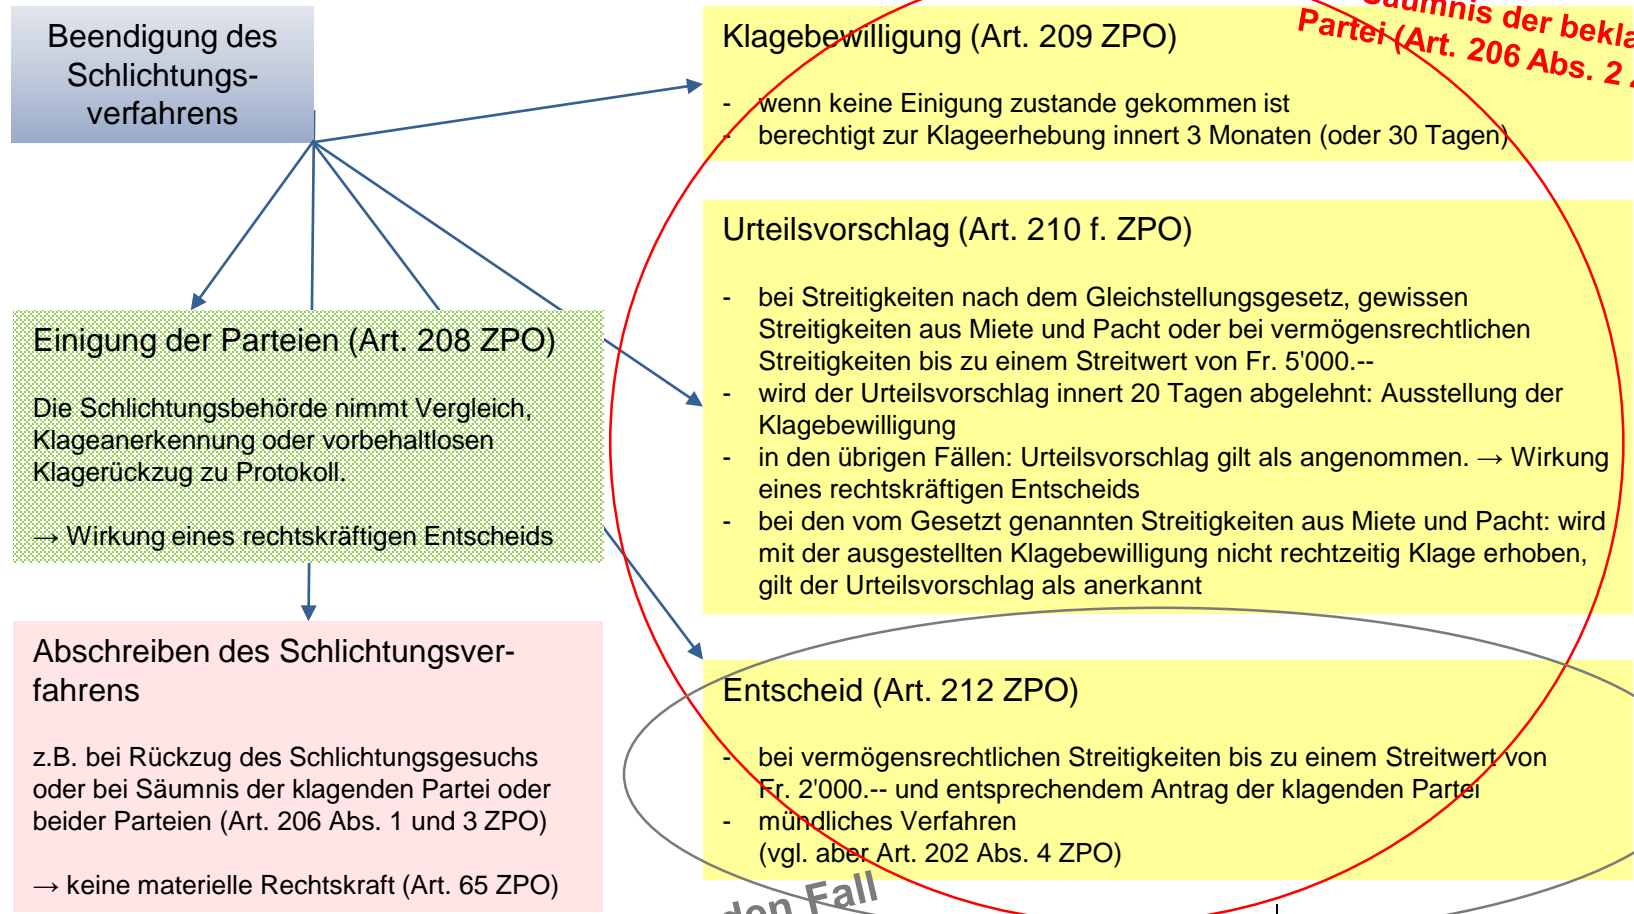 Beendigung des
Schlichtungs-
verfahrens
Klagebewilligung (Art. 209 ZPO)
- wenn keine Einigung zustande gekommen ist
- berechtigt zur Klageerhebung innert 3 Monaten (oder 30 Tagen)
Säumnis der bekla
Partei (Art. 206 Abs. 2
Urteilsvorschlag (Art. 210 f. ZPO)
- bei Streitigkeiten nach dem Gleichstellungsgesetz, gewissen
Streitigkeiten aus Miete und Pacht oder bei vermögensrechtlichen
Streitigkeiten bis zu einem Streitwert von Fr. 5'000.--
- wird der Urteilsvorschlag innert 20 Tagen abgelehnt: Ausstellung der
Klagebewilligung
- in den übrigen Fällen: Urteilsvorschlag gilt als angenommen. → Wirkung
eines rechtskräftigen Entscheids
- bei den vom Gesetzt genannten Streitigkeiten aus Miete und Pacht: wird
mit der ausgestellten Klagebewilligung nicht rechtzeitig Klage erhoben,
gilt der Urteilsvorschlag als anerkannt
Einigung der Parteien (Art. 208 ZPO)
Die Schlichtungsbehörde nimmt Vergleich,
Klageanerkennung oder vorbehaltlosen
Klagerückzug zu Protokoll.
→ Wirkung eines rechtskräftigen Entscheids
Abschreiben des Schlichtungsver-
fahrens
z.B. bei Rückzug des Schlichtungsgesuchs
oder bei Säumnis der klagenden Partei oder
beider Parteien (Art. 206 Abs. 1 und 3 ZPO)
→ keine materielle Rechtskraft (Art. 65 ZPO)
Entscheid (Art. 212 ZPO)
- bei vermögensrechtlichen Streitigkeiten bis zu einem Streitwert von
Fr. 2'000.-- und entsprechendem Antrag der klagenden Partei
- mündliches Verfahren
(vgl. aber Art. 202 Abs. 4 ZPO)
den Fall